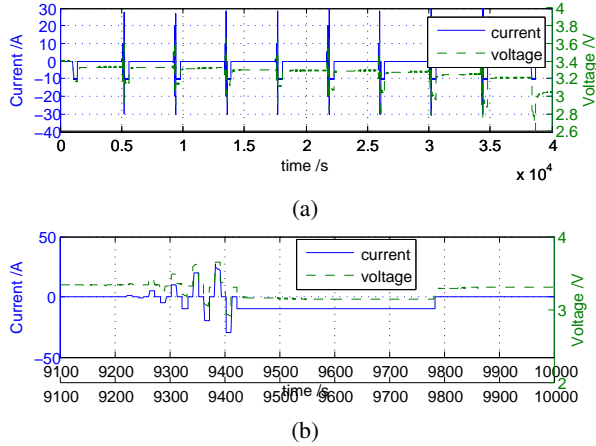 30
20
10
0
−10
−20
−30
−40
Current /A
4
3.8
3.6
3.4
3.2
3
2.8
2.6
Voltage /V
current
voltage
0 0.5 1 1.5 2 2.5 3 3.5 4
time /s
x 10^4
(a)
50
0
−50
Current /A
4
3
2
Voltage /V
current
voltage
9100 9200 9300 9400 9500 9600 9700 9800 9900 10000
time /s
9100 9200 9300 9400 9500 9600 9700 9800 9900 10000
(b)